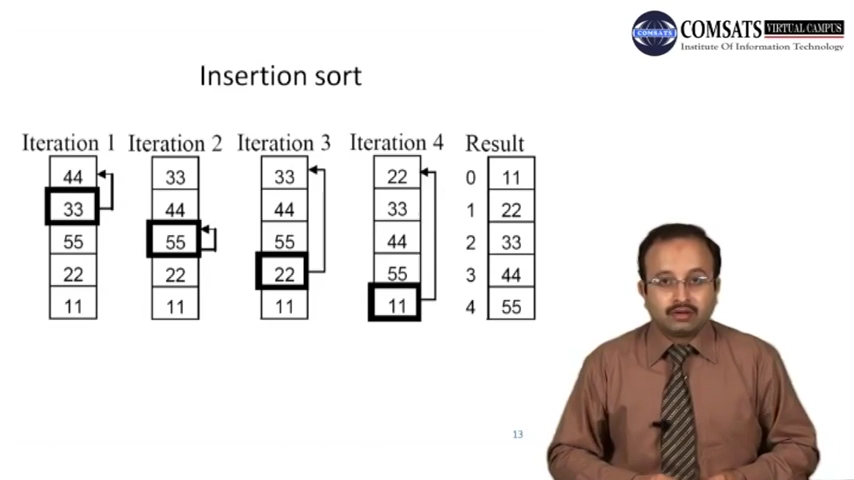 COMSATS VIRTUAL CAMPUS
COMSATS
Institute Of Information Technology
Insertion sort
Iteration 1 Iteration 2 Iteration 3 Iteration 4 Result
44 33 33 22 0 11
33 44 44 33 1 22
55 55 55 44 2 33
22 22 22 55 3 44
11 11 11 11 4 55
13